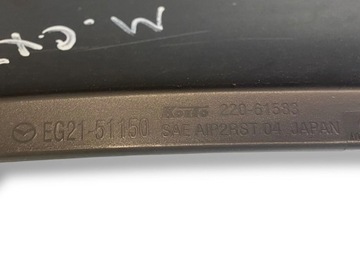 M. CX
Koito 220-61583
EG21-51150 SAE AIP2RST 04 JAPAN